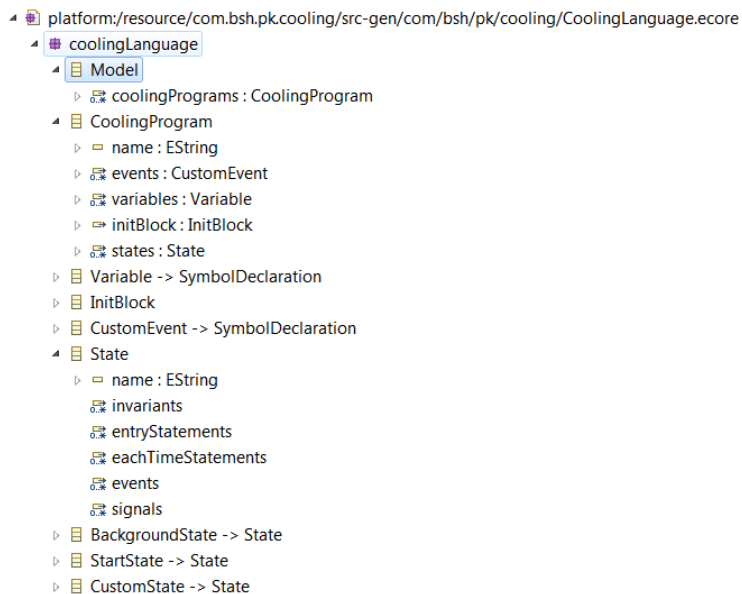 platform:/resource/com.bsh.pk.cooling/src-gen/com/bsh/pk/cooling/CoolingLanguage.ecore
coolingLanguage
Model
coolingPrograms : CoolingProgram
CoolingProgram
name : EString
events : CustomEvent
variables : Variable
initBlock : InitBlock
states : State
Variable -> SymbolDeclaration
InitBlock
CustomEvent -> SymbolDeclaration
State
name : EString
invariants
entryStatements
eachTimeStatements
events
signals
BackgroundState -> State
StartState -> State
CustomState -> State